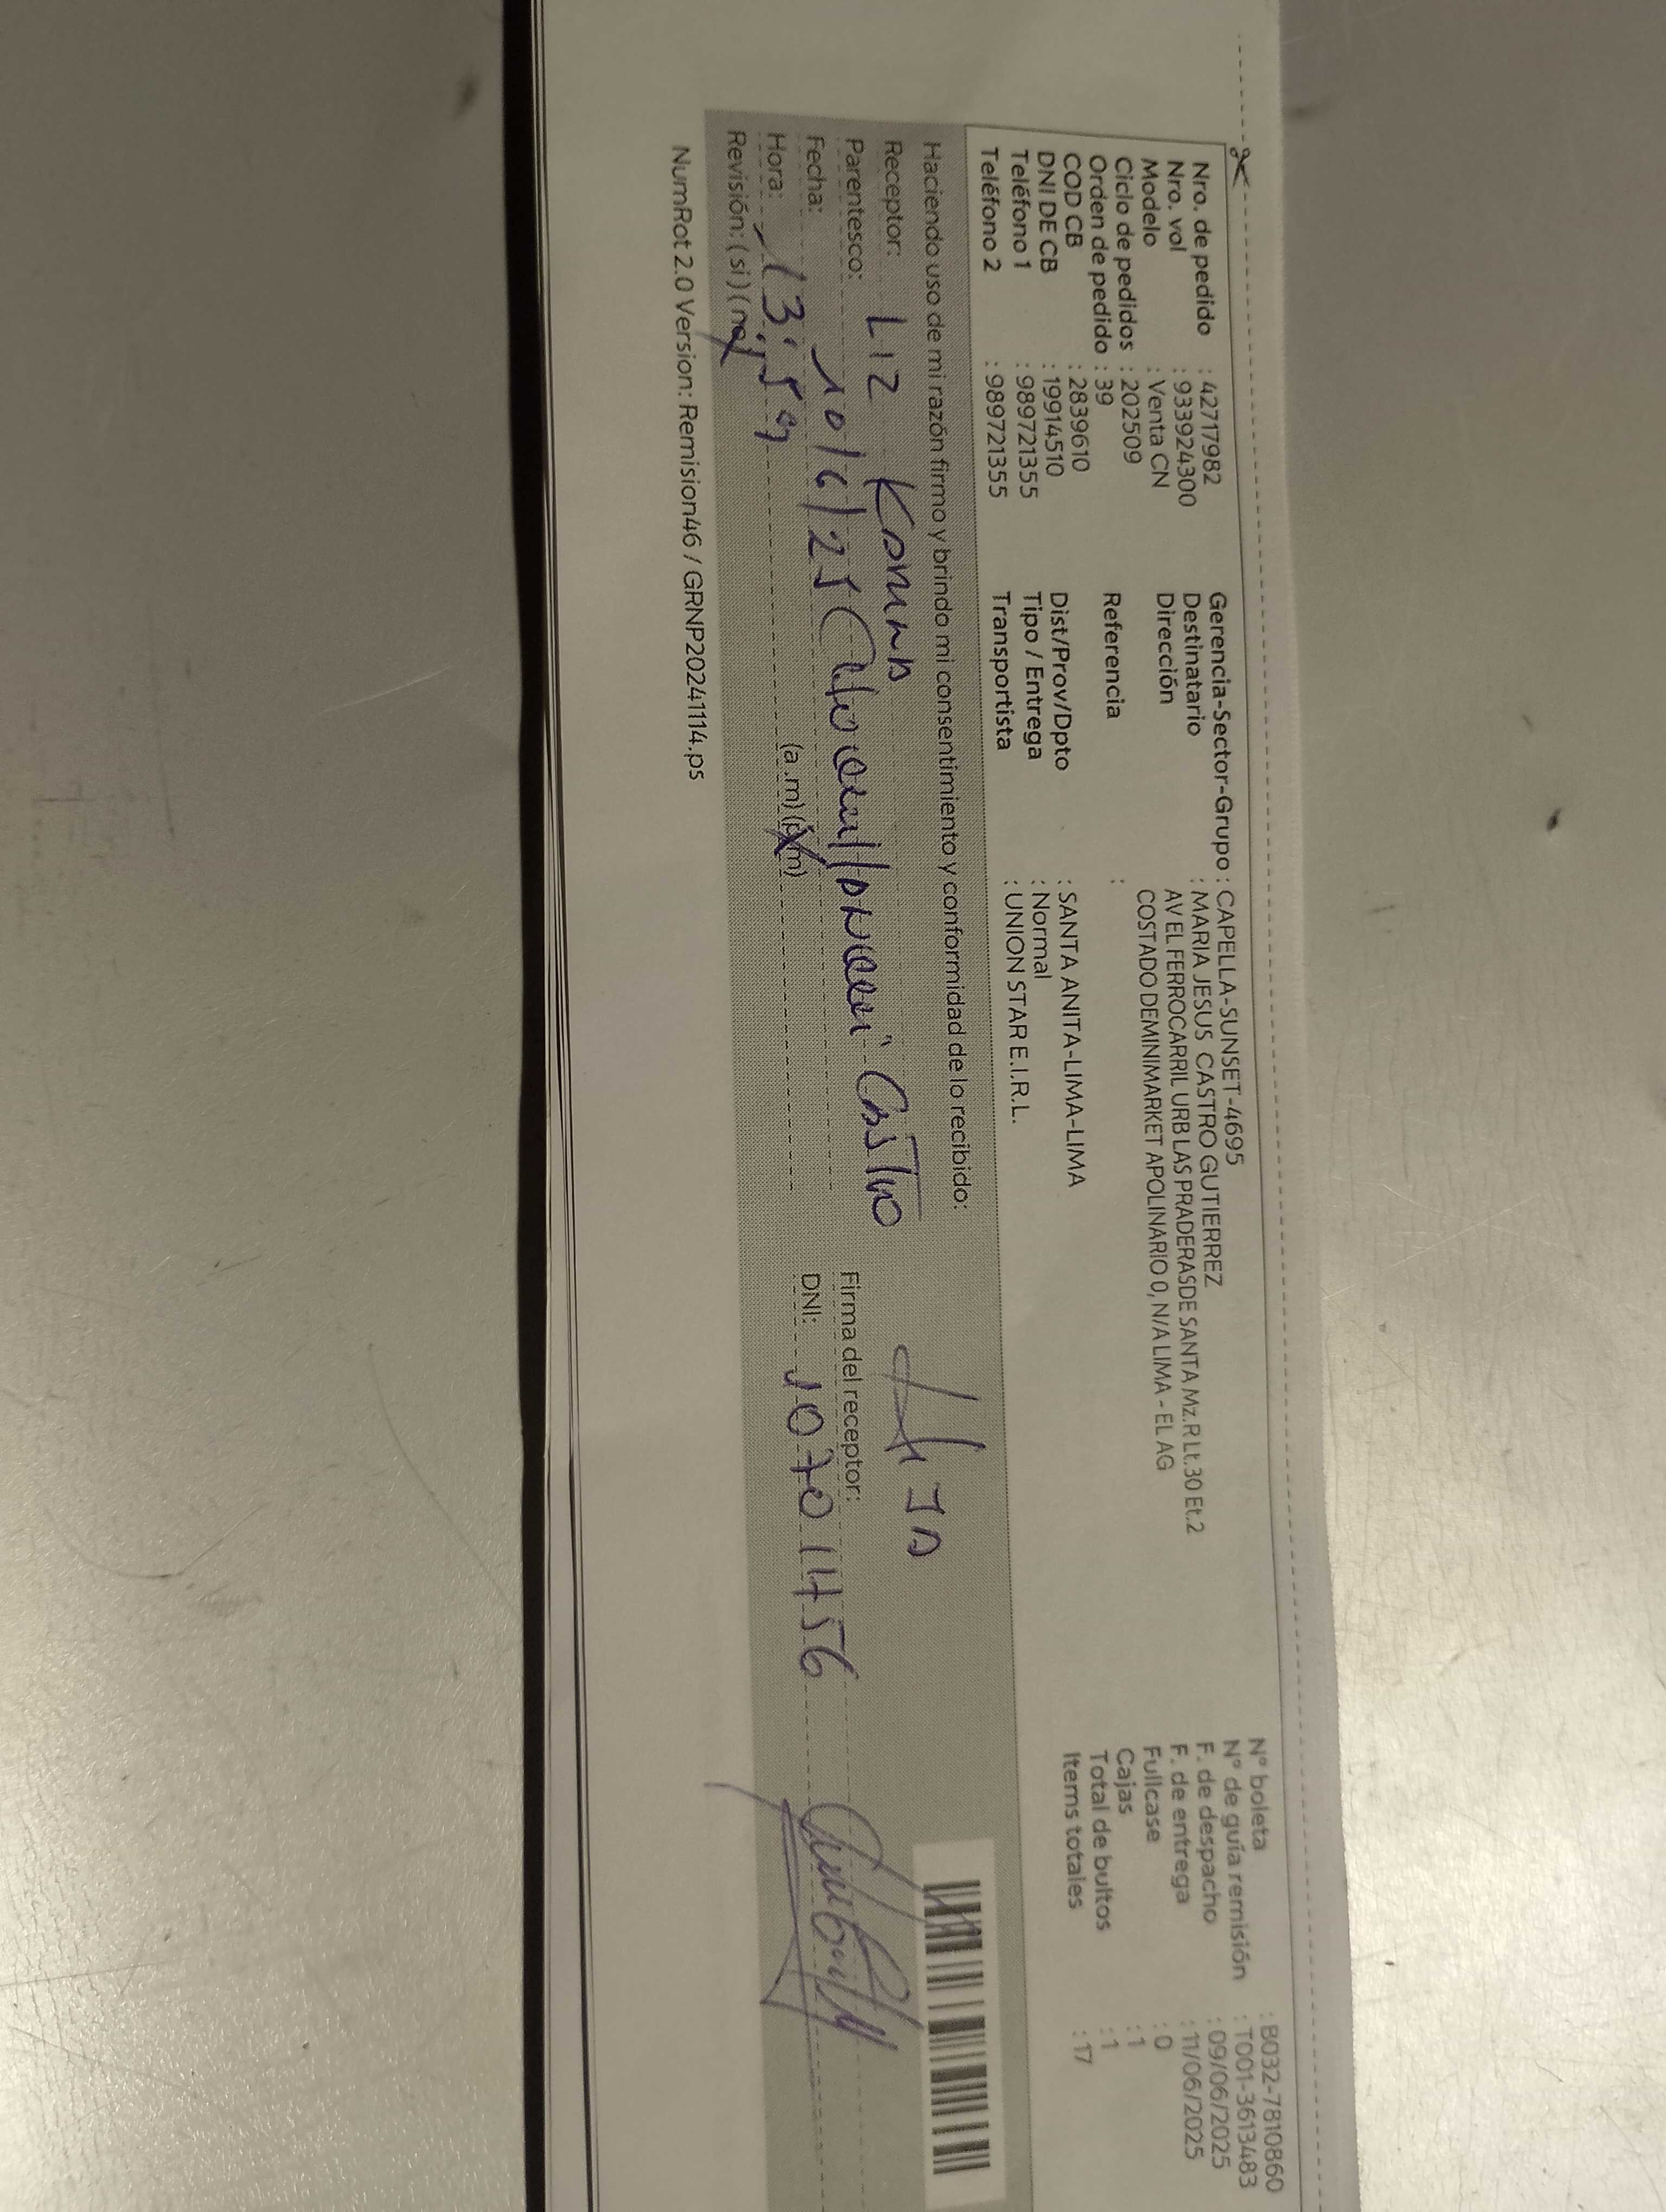 Nro. de pedido : 42717982
Nro. vol : 933924300
Modelo : Venta CN
Ciclo de pedidos : 202509
Orden de pedido : 39
COD CB : 2839610
DNI DE CB : 19914510
Teléfono 1 : 989721355
Teléfono 2 : 989721355
Gerencia-Sector-Grupo : CAPELLA-SUNSET-4695
Destinatario : MARIA JESUS CASTRO GUTIERREZ
Dirección AV EL FERROCARRIL URB LAS PRADERASDE SANTA Mz.R Lt.30 Et.2
COSTADO DEMINIMARKET APOLINARIO 0, N/A LIMA - EL AG
Referencia :
Dist/Prov/Dpto : SANTA ANITA-LIMA-LIMA
Tipo / Entrega : Normal
Transportista : UNION STAR E.I.R.L.
N° boleta : B032-7810860
N° de guía remisión : T001-3613483
F. de despacho : 09/06/2025
F. de entrega : 11/06/2025
Fullcase : 0
Cajas : 1
Total de bultos : 1
Items totales : 17
Haciendo uso de mi razón firmo y brindo mi consentimiento y conformidad de lo recibido:
Receptor: LIZ Karina Castro
Parentesco: HIJA
Fecha: 10/6/25
Hora: 13:59 (a.m) (p.m)
Revisión: (si) (no)
Firma del receptor:
DNI: 10701456
NumRot 2.0 Version: Remision46 / GRNP20241114.ps